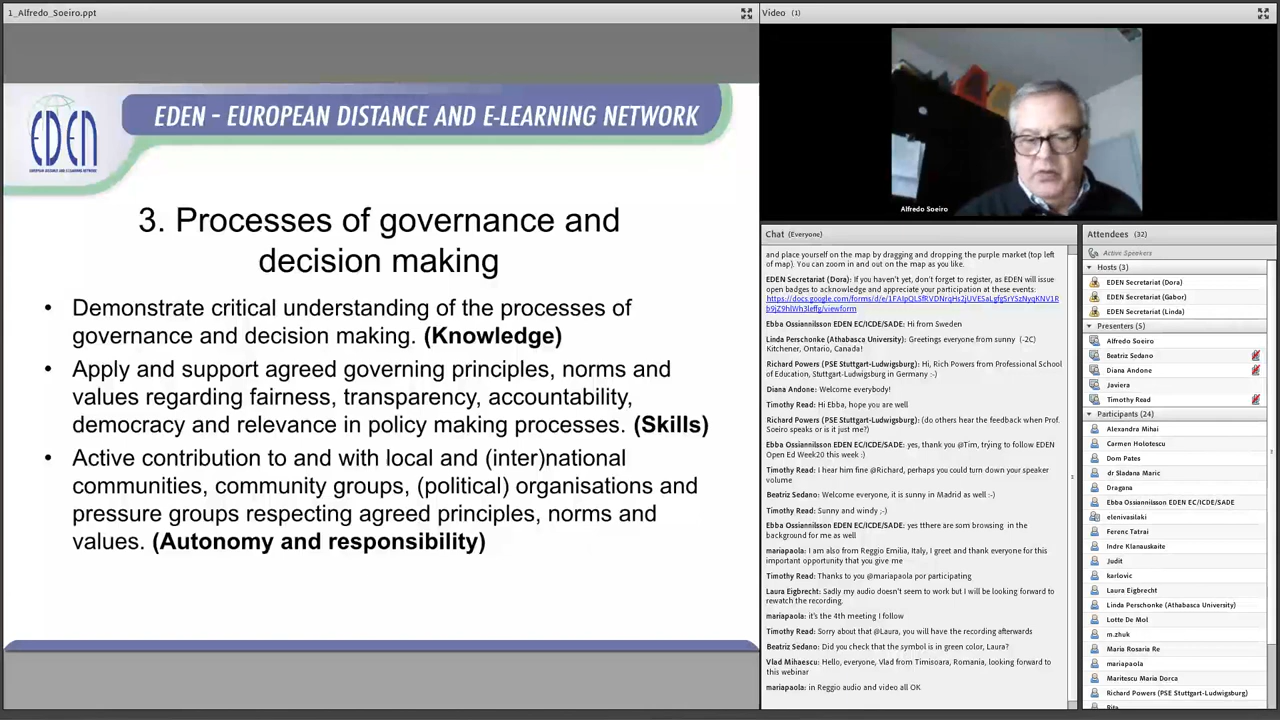 1_Alfredo_Soeiro.ppt
EDEN
EUROPEAN DISTANCE AND E-LEARNING NETWORK
EDEN - EUROPEAN DISTANCE AND E-LEARNING NETWORK
3. Processes of governance and
decision making
• Demonstrate critical understanding of the processes of
governance and decision making. (Knowledge)
• Apply and support agreed governing principles, norms and
values regarding fairness, transparency, accountability,
democracy and relevance in policy making processes. (Skills)
• Active contribution to and with local and (inter)national
communities, community groups, (political) organisations and
pressure groups respecting agreed principles, norms and
values. (Autonomy and responsibility)
Video (1)
Alfredo Soeiro
Chat (Everyone)
and place yourself on the map by dragging and dropping the purple market (top left
of map). You can zoom in and out on the map as you like.
EDEN Secretariat (Dora): If you haven't yet, don't forget to register, as EDEN will issue
open badges to acknowledge and appreciate your participation at these events:
Ebba Ossiannilsson EDEN EC/ICDE/SADE: Hi from Sweden
Linda Perschonke (Athabasca University): Greetings everyone from sunny (-2C)
Kitchener, Ontario, Canada!
Richard Powers (PSE Stuttgart-Ludwigsburg): Hi, Rich Powers from Professional School
of Education, Stuttgart-Ludwigsburg in Germany :-)
Diana Andone: Welcome everybody!
Timothy Read: Hi Ebba, hope you are well
Richard Powers (PSE Stuttgart-Ludwigsburg): (do others hear the feedback when Prof.
Soeiro speaks or is it just me?)
Ebba Ossiannilsson EDEN EC/ICDE/SADE: yes, thank you @Tim, trying to follow EDEN
Open Ed Week20 this week :)
Timothy Read: I hear him fine @Richard, perhaps you could turn down your speaker
volume
Beatriz Sedano: Welcome everyone, it is sunny in Madrid as well :-)
Timothy Read: Sunny and windy ;-)
Ebba Ossiannilsson EDEN EC/ICDE/SADE: yes tthere are som browsing in the
background for me as well
mariapaola: I am also from Reggio Emilia, Italy, I greet and thank everyone for this
important opportunity that you give me
Timothy Read: Thanks to you @mariapaola por participating
Laura Eigbrecht: Sadly my audio doesn't seem to work but I will be looking forward to
rewatch the recording.
mariapaola: it's the 4th meeting I follow
Timothy Read: Sorry about that @Laura, you will have the recording afterwards
Beatriz Sedano: Did you check that the symbol is in green color, Laura?
Vlad Mihaescu: Hello, everyone, Vlad from Timisoara, Romania, looking forward to
this webinar
mariapaola: in Reggio audio and video all OK
Attendees (32)
Active Speakers
Hosts (3)
EDEN Secretariat (Dora)
EDEN Secretariat (Gabor)
EDEN Secretariat (Linda)
Presenters (5)
Alfredo Soeiro
Beatriz Sedano
Diana Andone
Javiera
Timothy Read
Participants (24)
Alexandra Mihai
Carmen Holotescu
Dom Pates
dr Sladana Maric
Dragana
Ebba Ossiannilsson EDEN EC/ICDE/SADE
elenivasilaki
Ferenc Tatrai
Indre Klanauskaite
Judit
karlovic
Laura Eigbrecht
Linda Perschonke (Athabasca University)
Lotte De Mol
m.zhuk
Maria Rosaria Re
mariapaola
Maritescu Maria Dorca
Richard Powers (PSE Stuttgart-Ludwigsburg)